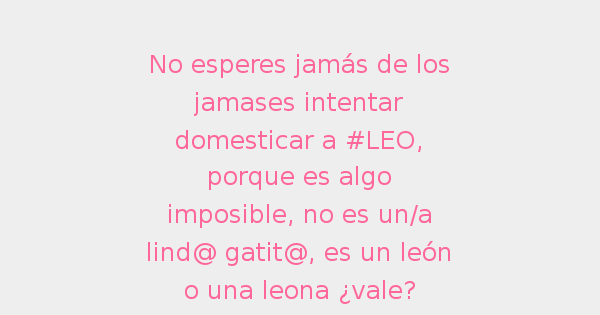 No esperes jamás de los
jamases intentar
domesticar a #LEO,
porque es algo
imposible, no es un/a
lind@ gatit@, es un león
o una leona ¿vale?